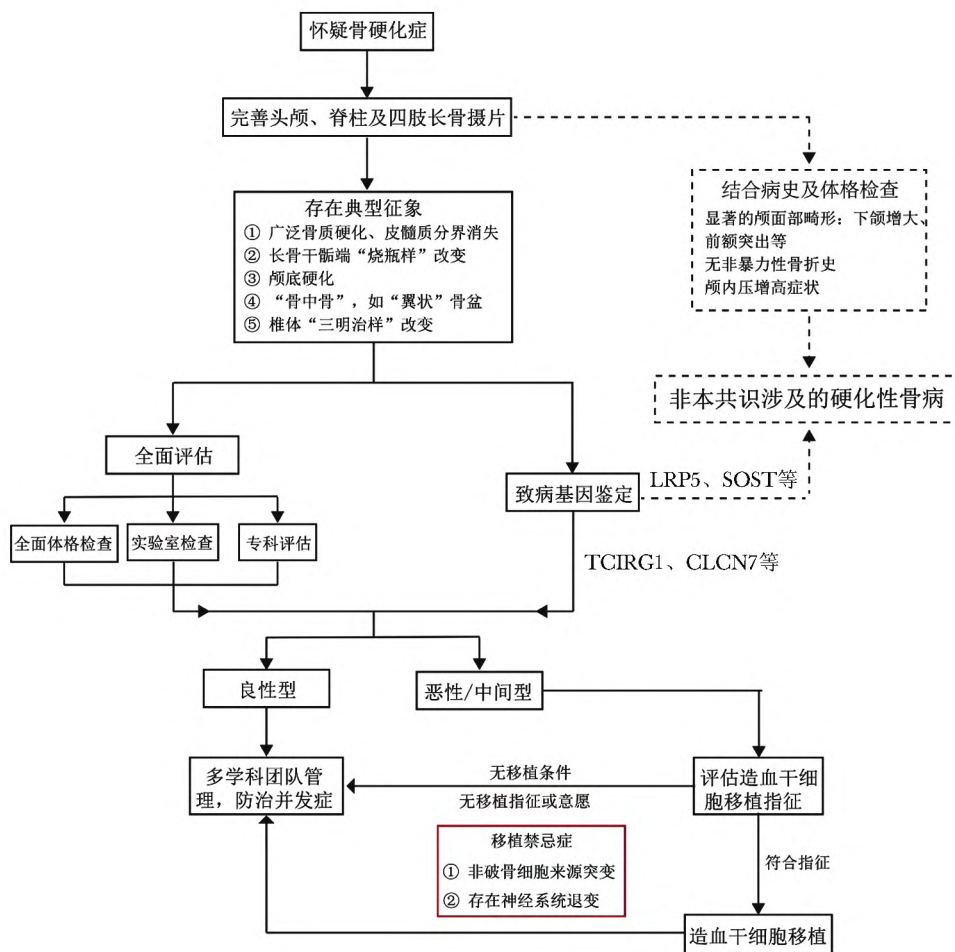 怀疑骨硬化症
完善头颅、脊柱及四肢长骨摄片
结合病史及体格检查
显著的颅面部畸形：下颌增大、
前额突出等
无非暴力性骨折史
颅内压增高症状
存在典型征象
① 广泛骨质硬化、皮髓质分界消失
② 长骨干骺端“烧瓶样”改变
③ 颅底硬化
④ “骨中骨”，如“翼状”骨盆
⑤ 椎体“三明治样”改变
非本共识涉及的硬化性骨病
全面评估
致病基因鉴定
LRP5、SOST等
全面体格检查
实验室检查
专科评估
TCIRG1、CLCN7等
良性型
恶性/中间型
多学科团队管
理，防治并发症
无移植条件
无移植指征或意愿
评估造血干细
胞移植指征
移植禁忌症
① 非破骨细胞来源突变
② 存在神经系统退变
符合指征
造血干细胞移植